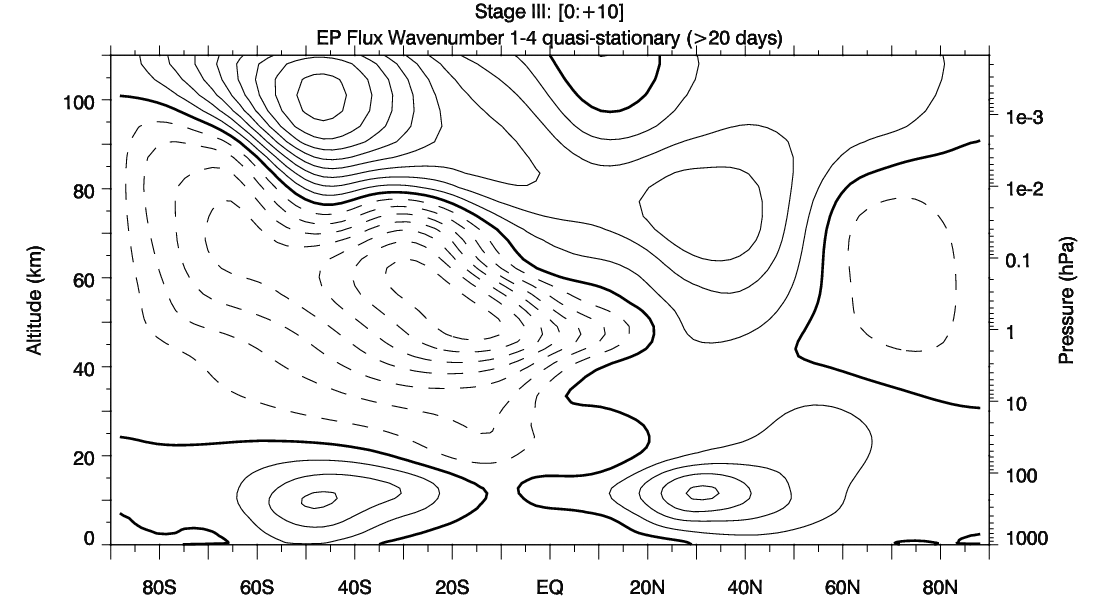 Stage III: [0:+10]
EP Flux Wavenumber 1-4 quasi-stationary (>20 days)
100
80
60
40
20
0
Altitude (km)
1e-3
1e-2
0.1
1
10
100
1000
Pressure (hPa)
80S 60S 40S 20S EQ 20N 40N 60N 80N